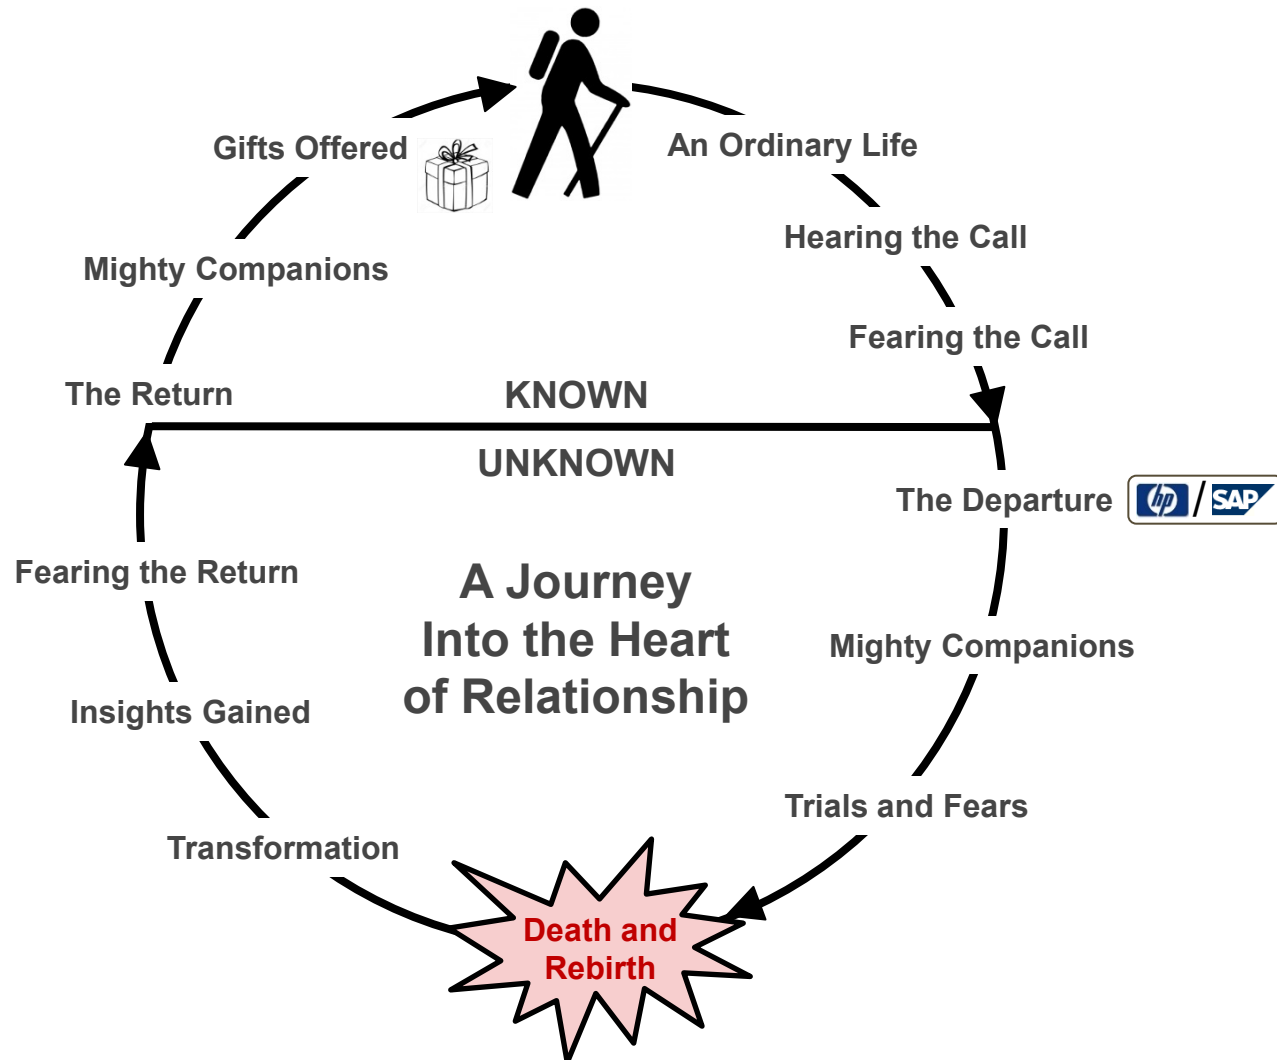 Gifts Offered
An Ordinary Life
Hearing the Call
Mighty Companions
Fearing the Call
The Return
KNOWN
UNKNOWN
The Departure
hp / SAP
Fearing the Return
A Journey
Into the Heart
of Relationship
Mighty Companions
Insights Gained
Trials and Fears
Transformation
Death and
Rebirth